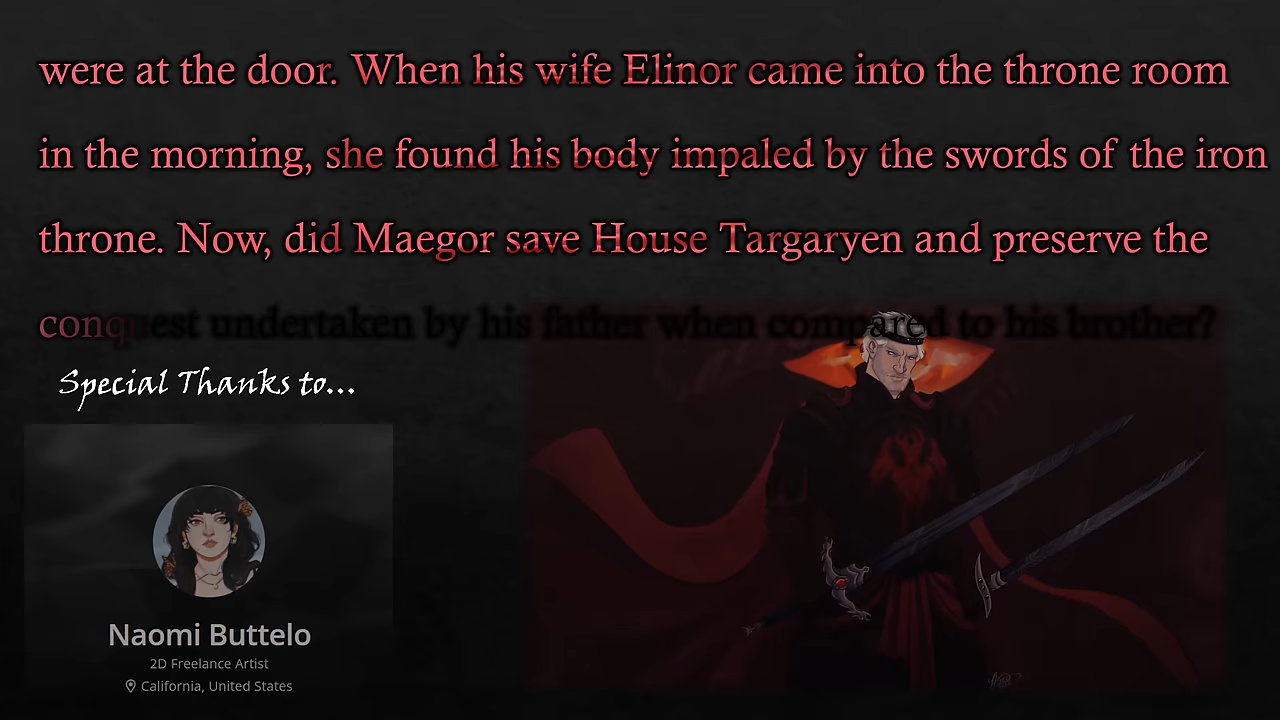 were at the door. When his wife Elinor came into the throne room
in the morning, she found his body impaled by the swords of the iron
throne. Now, did Maegor save House Targaryen and preserve the
conquest undertaken by his father when compared to his brother?
Special Thanks to...
Naomi Buttelo
2D Freelance Artist
California, United States